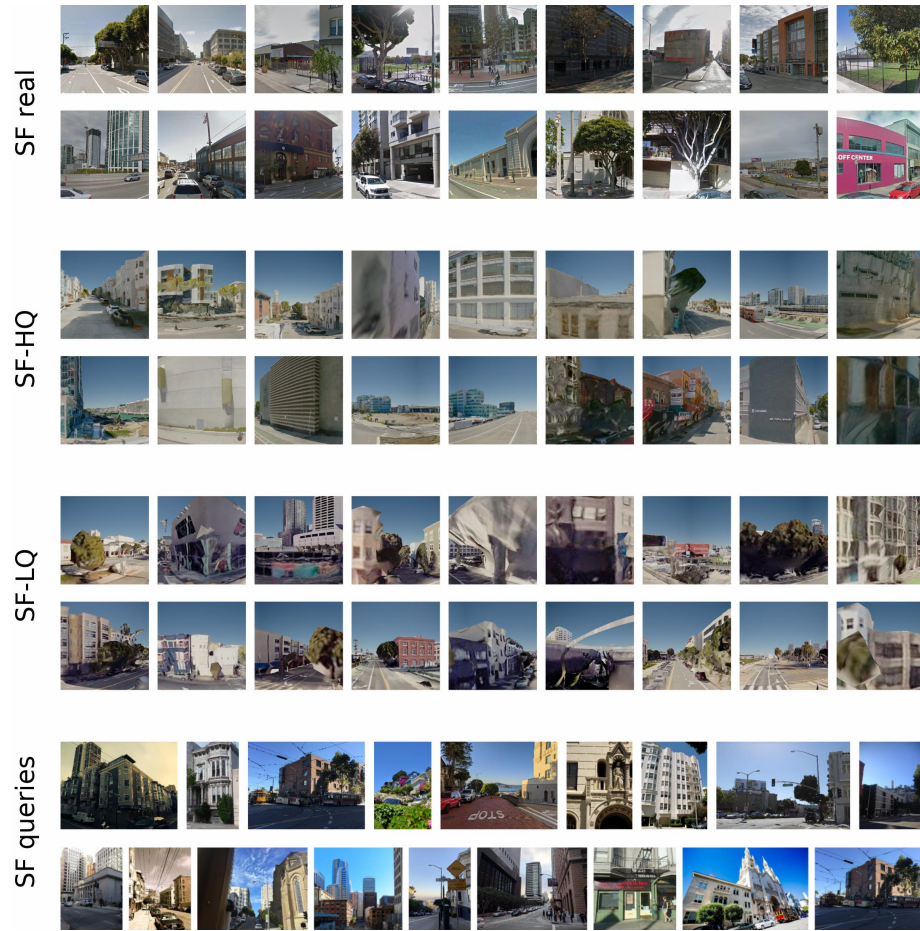 SF real
OFF CENTER
SF-HQ
SF-LQ
SF queries
STOP